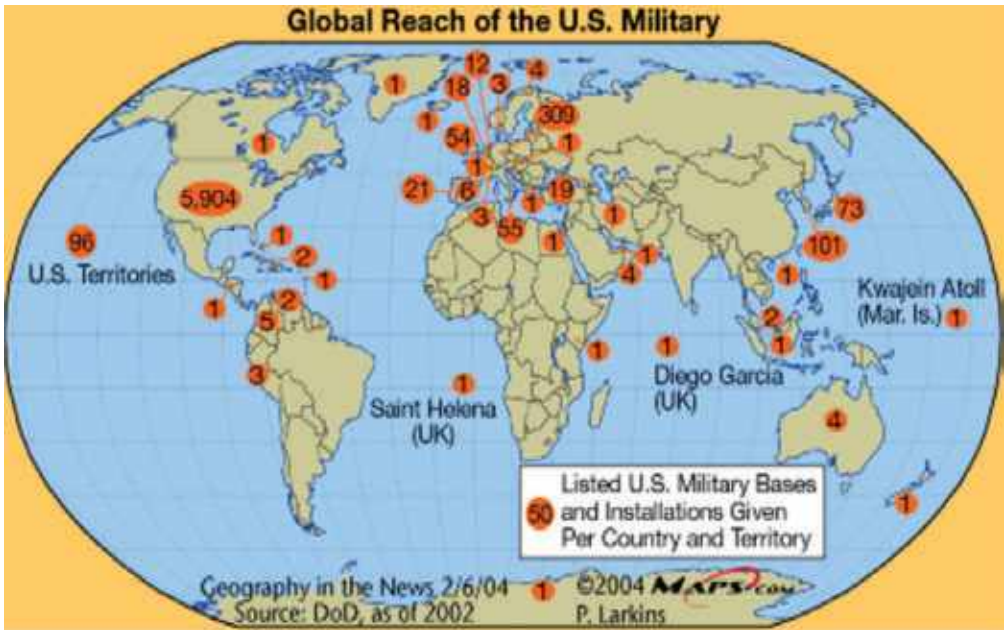 Global Reach of the U.S. Military
12
4
1
18
3
309
1
54
1
1
1
5,904
21
6
1
19
1
73
3
55
1
1
101
96
1
2
4
1
U.S. Territories
1
2
1
5
Kwajein Atoll
(Mar. Is.) 1
2
1
1
1
3
1
Diego Garcia
(UK)
Saint Helena
(UK)
4
50
Listed U.S. Military Bases
and Installations Given
Per Country and Territory
1
Geography in the News 2/6/04
Source: DoD, as of 2002
1
©2004 MAPS.com
P. Larkins